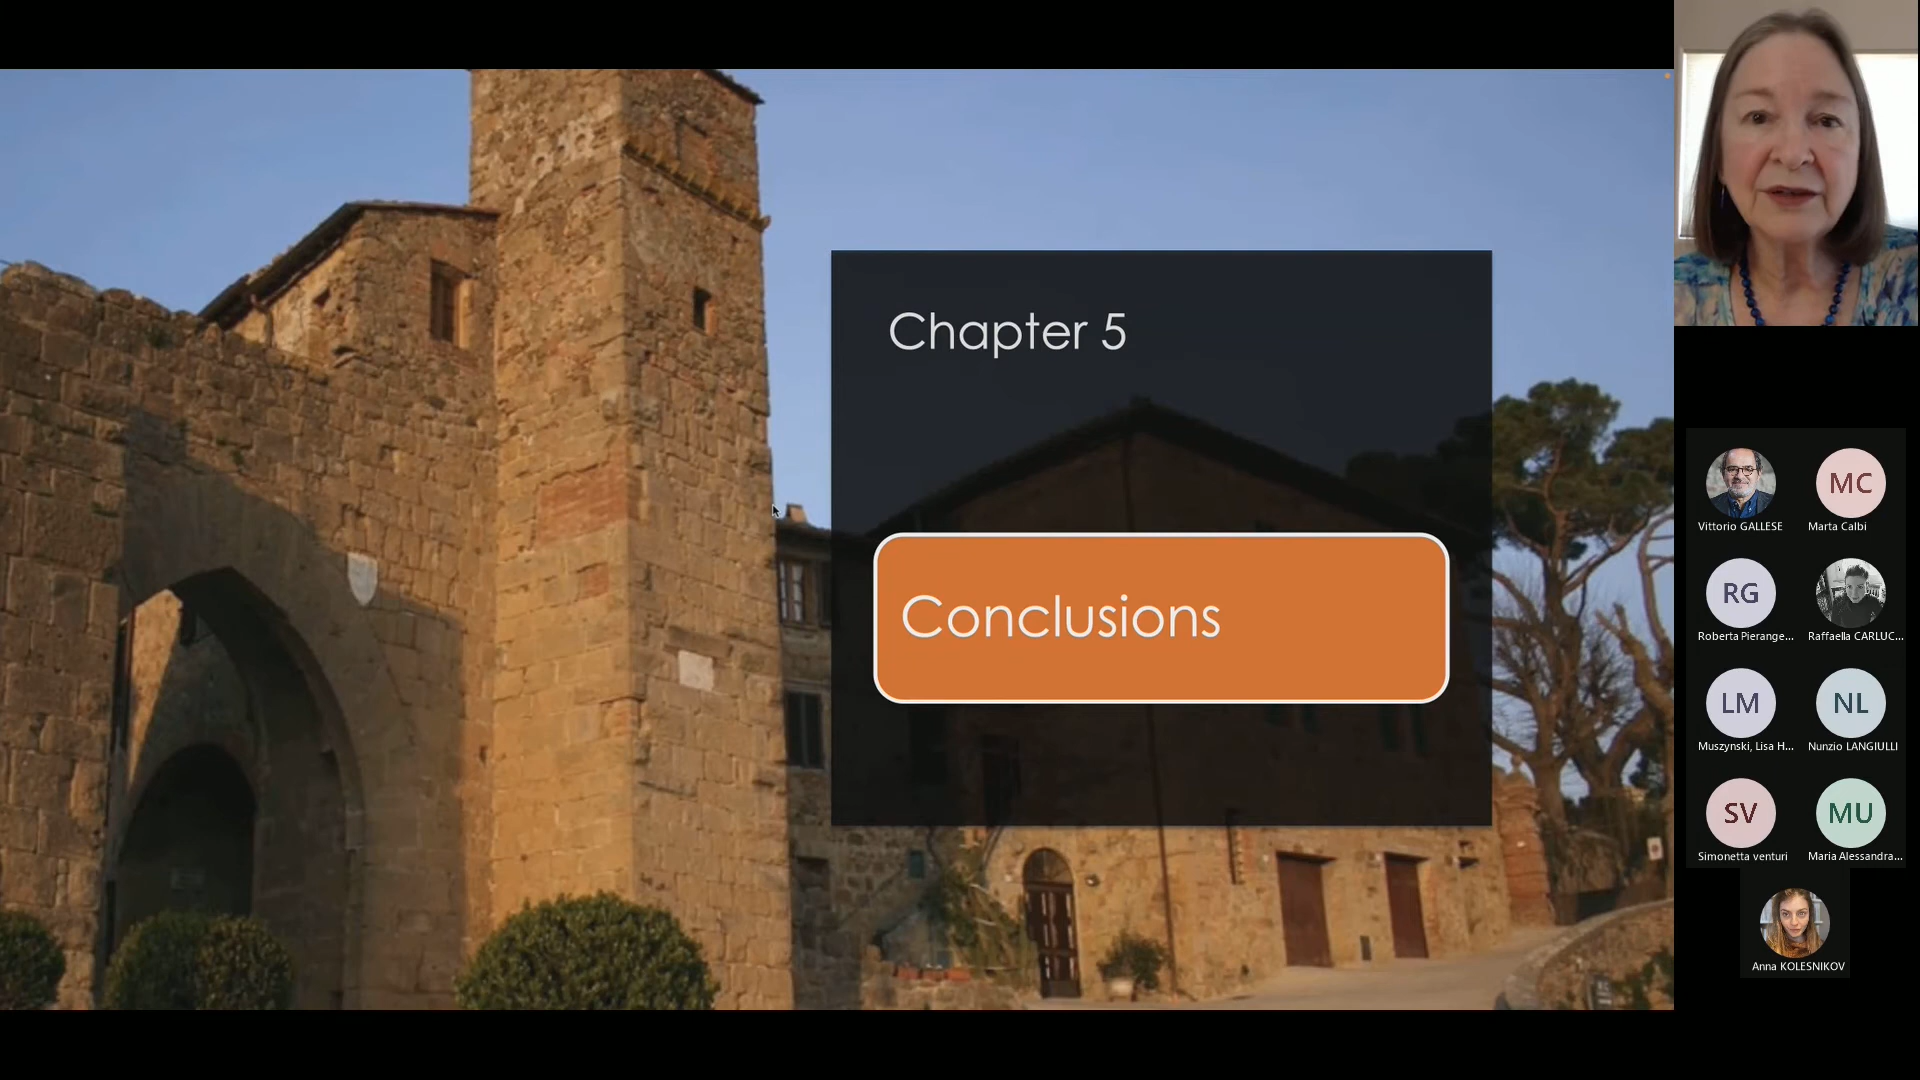 Chapter 5
Conclusions
Vittorio GALLESE
MC
Marta Calbi
RG
Roberta Pierange...
Raffaella CARLUC...
LM
Muszynski, Lisa H...
NL
Nunzio LANGIULLI
SV
Simonetta venturi
MU
Maria Alessandra...
Anna KOLESNIKOV